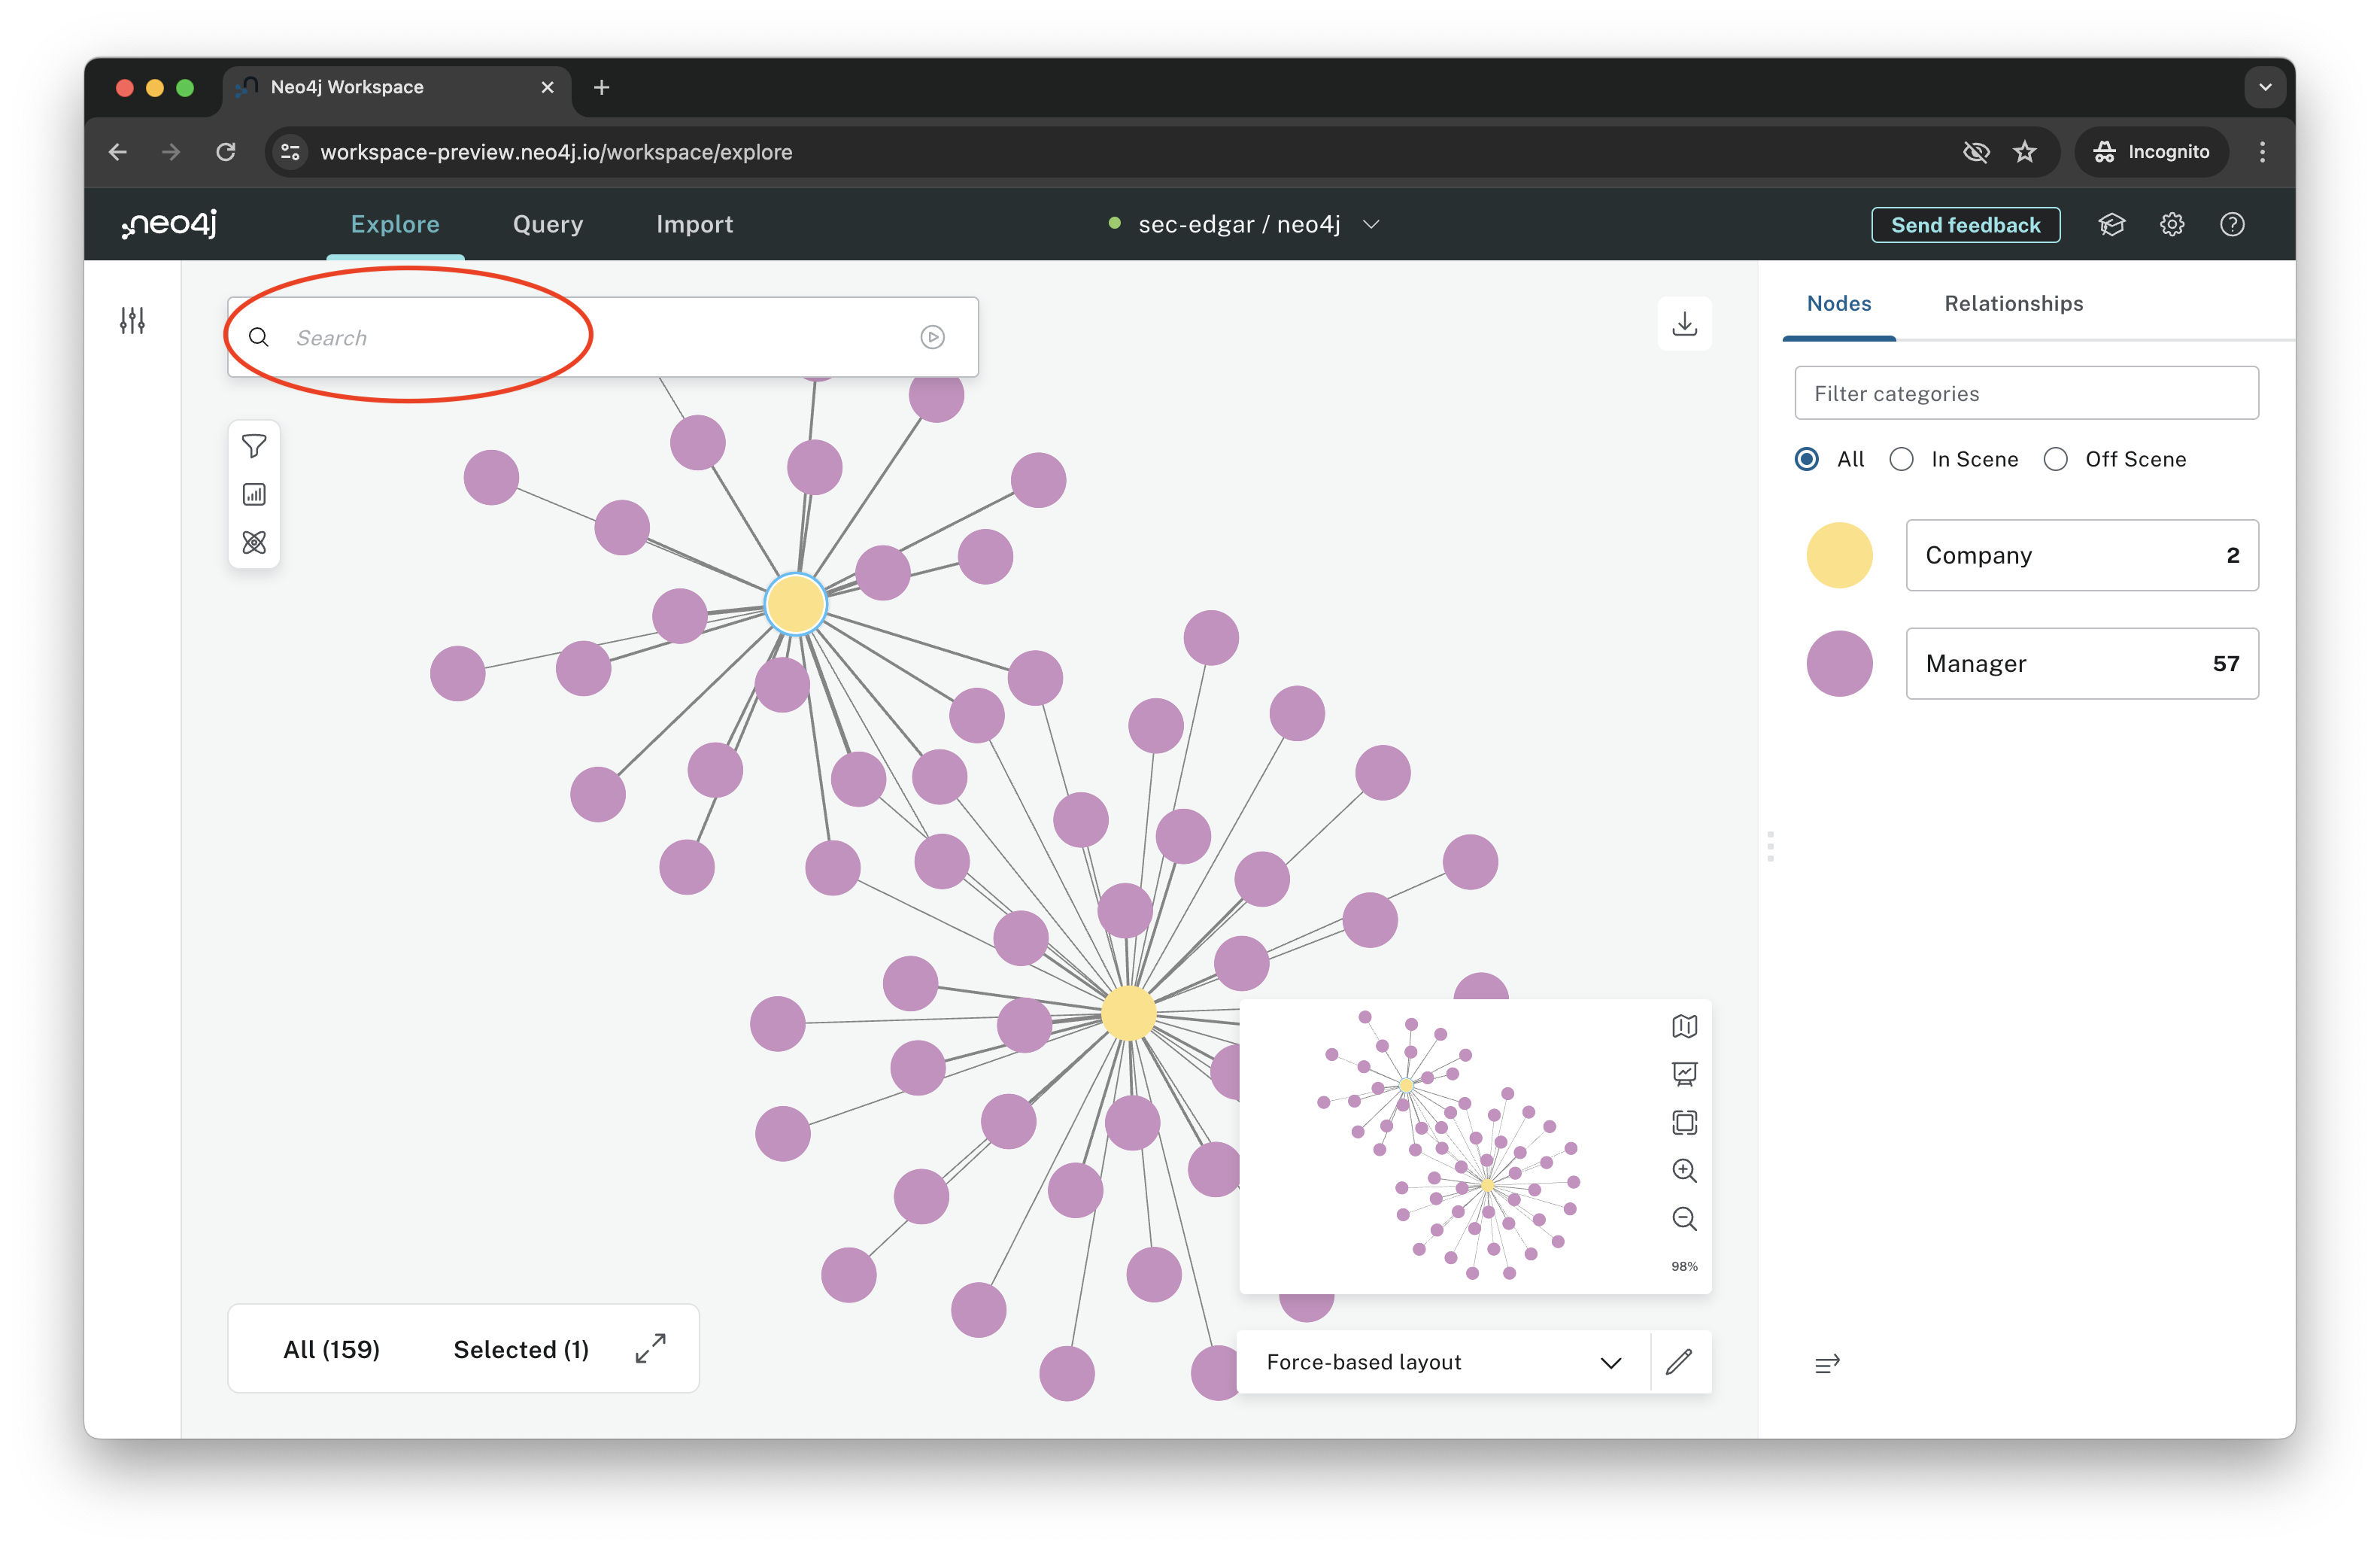 Neo4j Workspace
workspace-preview.neo4j.io/workspace/explore
Incognito
neo4j
Explore
Query
Import
sec-edgar / neo4j
Send feedback
Search
Nodes
Relationships
Filter categories
All
In Scene
Off Scene
Company 2
Manager 57
98%
All (159)
Selected (1)
Force-based layout